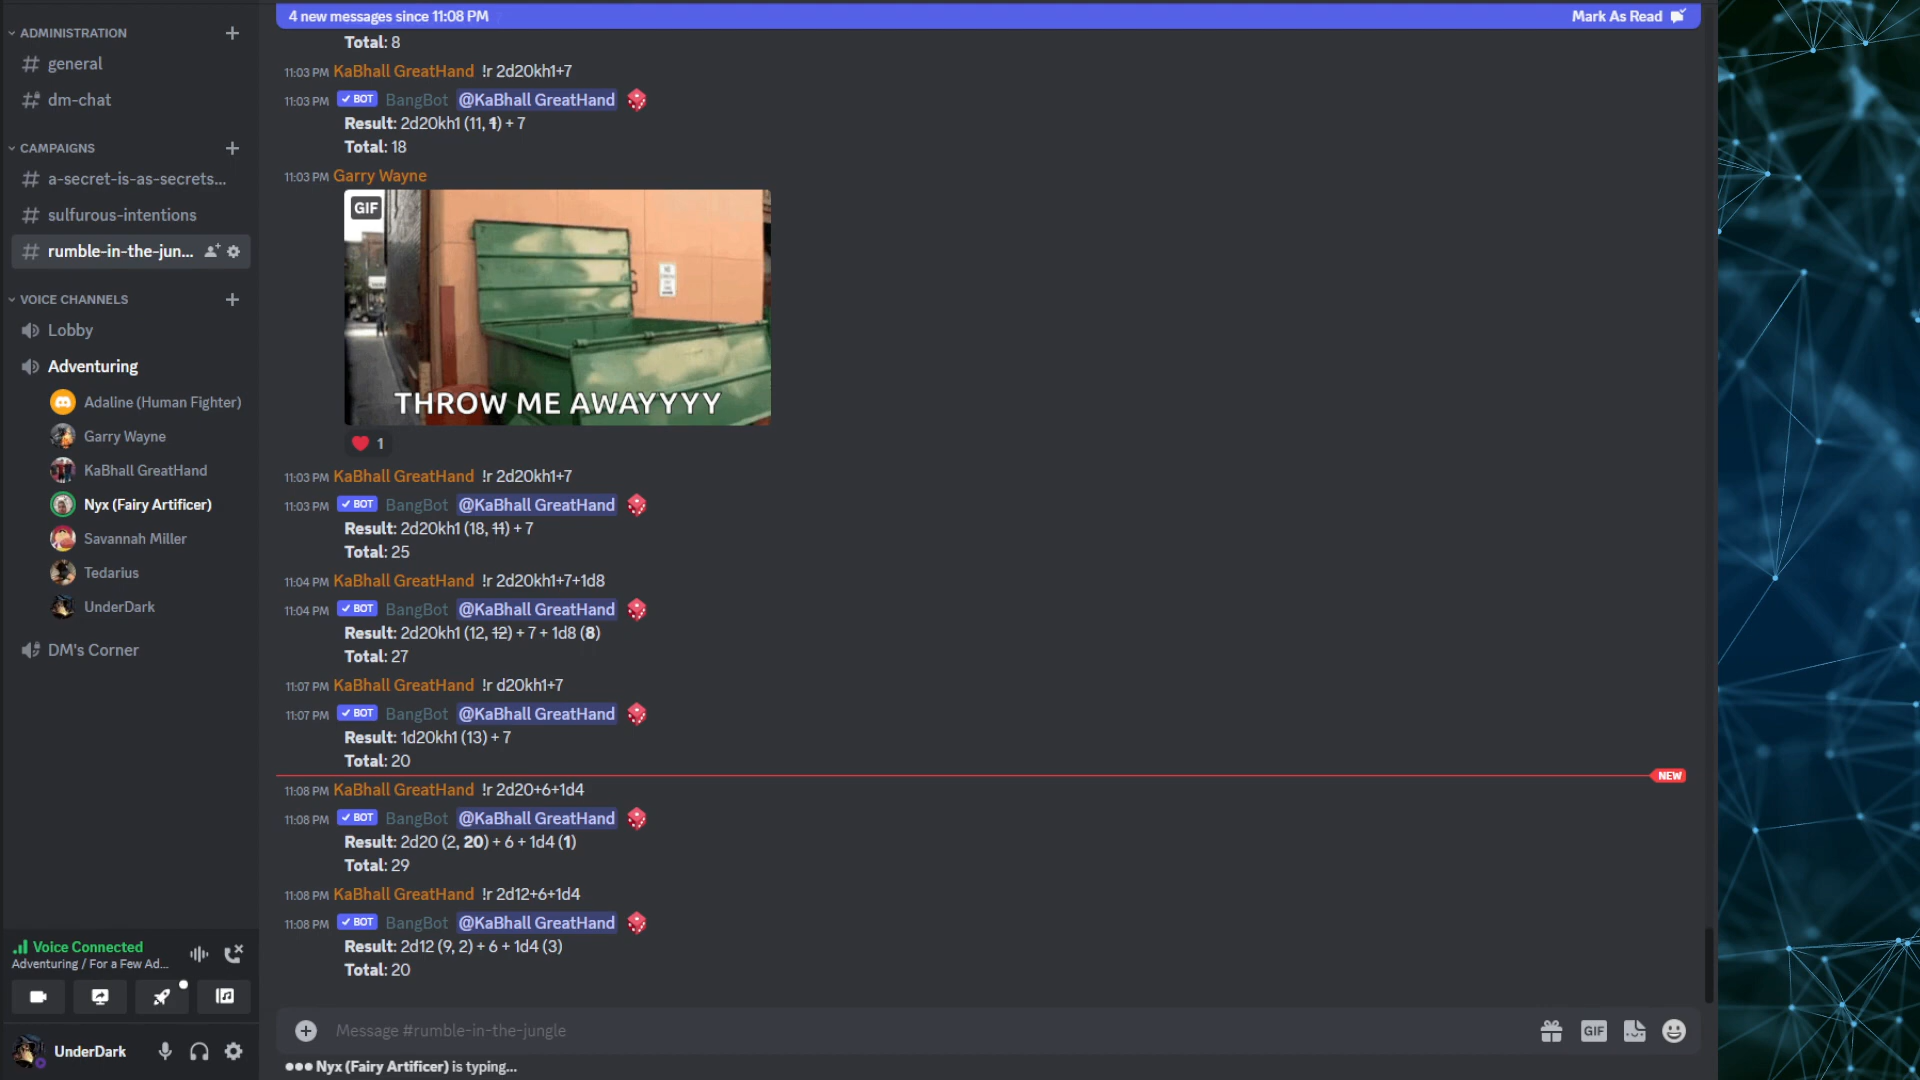 ADMINISTRATION
general
dm-chat
CAMPAIGNS
a-secret-is-as-secrets...
sulfurous-intentions
rumble-in-the-jun...
VOICE CHANNELS
Lobby
Adventuring
Adaline (Human Fighter)
Garry Wayne
KaBhall GreatHand
Nyx (Fairy Artificer)
Savannah Miller
Tedarius
UnderDark
DM's Corner
Voice Connected
Adventuring / For a Few Ad...
UnderDark
4 new messages since 11:08 PM
Mark As Read
Total: 8
11:03 PM KaBhall GreatHand !r 2d20kh1+7
11:03 PM BOT BangBot @KaBhall GreatHand
Result: 2d20kh1 (11, 1) + 7
Total: 18
11:03 PM Garry Wayne
GIF
THROW ME AWAYYYY
1
11:03 PM KaBhall GreatHand !r 2d20kh1+7
11:03 PM BOT BangBot @KaBhall GreatHand
Result: 2d20kh1 (18, 11) + 7
Total: 25
11:04 PM KaBhall GreatHand !r 2d20kh1+7+1d8
11:04 PM BOT BangBot @KaBhall GreatHand
Result: 2d20kh1 (12, 12) + 7 + 1d8 (8)
Total: 27
11:07 PM KaBhall GreatHand !r d20kh1+7
11:07 PM BOT BangBot @KaBhall GreatHand
Result: 1d20kh1 (13) + 7
Total: 20
NEW
11:08 PM KaBhall GreatHand !r 2d20+6+1d4
11:08 PM BOT BangBot @KaBhall GreatHand
Result: 2d20 (2, 20) + 6 + 1d4 (1)
Total: 29
11:08 PM KaBhall GreatHand !r 2d12+6+1d4
11:08 PM BOT BangBot @KaBhall GreatHand
Result: 2d12 (9, 2) + 6 + 1d4 (3)
Total: 20
Message #rumble-in-the-jungle
GIF
Nyx (Fairy Artificer) is typing...